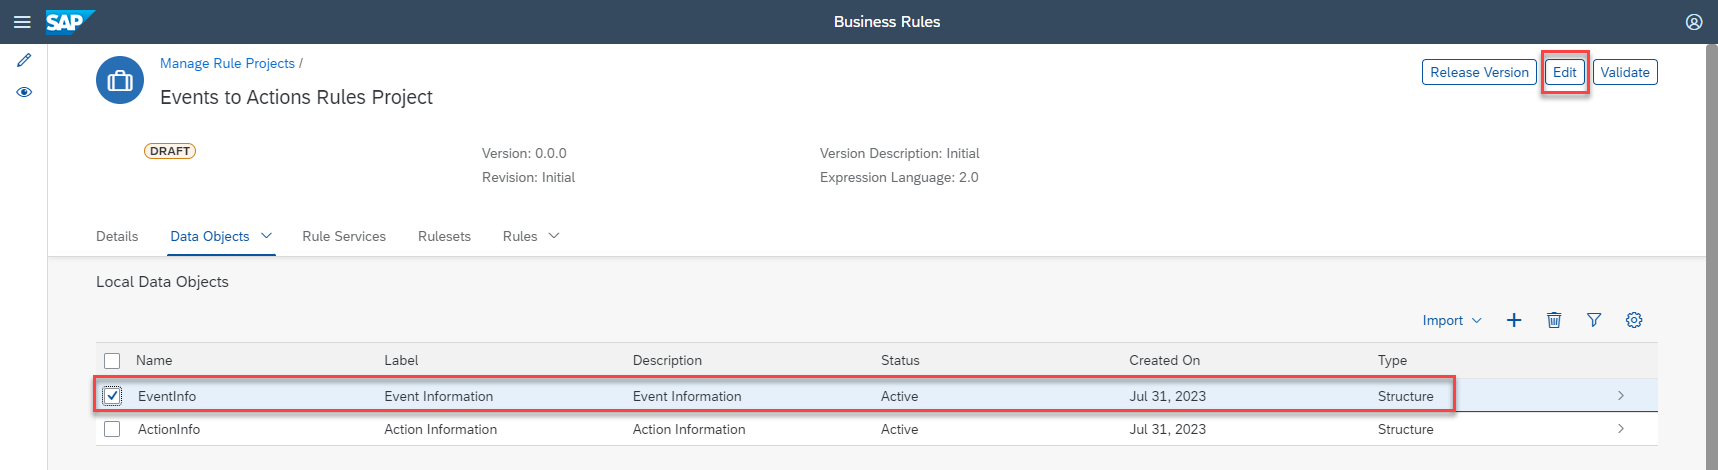 SAP Business Rules
Manage Rule Projects /
Release Version Edit Validate
Events to Actions Rules Project
DRAFT Version: 0.0.0 Version Description: Initial
Revision: Initial Expression Language: 2.0
Details Data Objects Rule Services Rulesets Rules
Local Data Objects
Import
Name Label Description Status Created On Type
EventInfo Event Information Event Information Active Jul 31, 2023 Structure
ActionInfo Action Information Action Information Active Jul 31, 2023 Structure